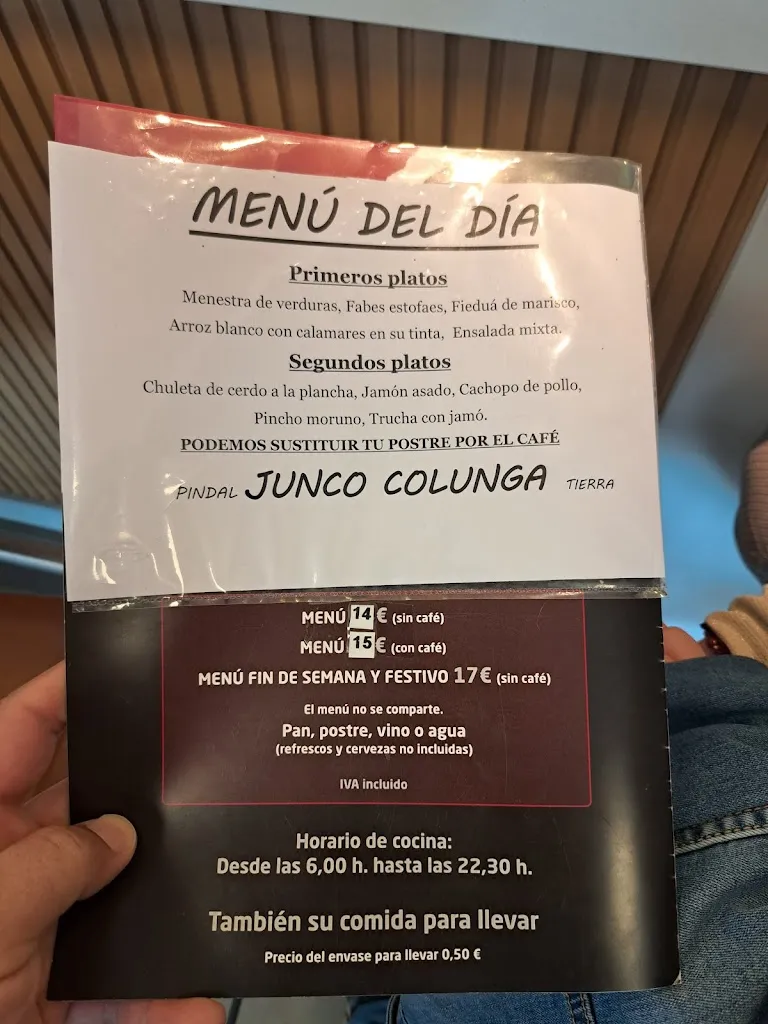 MENÚ DEL DÍA
Primeros platos
Menestra de verduras, Fabes estofaes, Fieduá de marisco,
Arroz blanco con calamares en su tinta, Ensalada mixta.
Segundos platos
Chuleta de cerdo a la plancha, Jamón asado, Cachopo de pollo,
Pincho moruno, Trucha con jamó.
PODEMOS SUSTITUIR TU POSTRE POR EL CAFÉ
PINDAL JUNCO COLUNGA TIERRA
MENÚ 14 € (sin café)
MENÚ 15 € (con café)
MENÚ FIN DE SEMANA Y FESTIVO 17€ (sin café)
El menú no se comparte.
Pan, postre, vino o agua
(refrescos y cervezas no incluidas)
IVA incluido
Horario de cocina:
Desde las 6,00 h. hasta las 22,30 h.
También su comida para llevar
Precio del envase para llevar 0,50 €